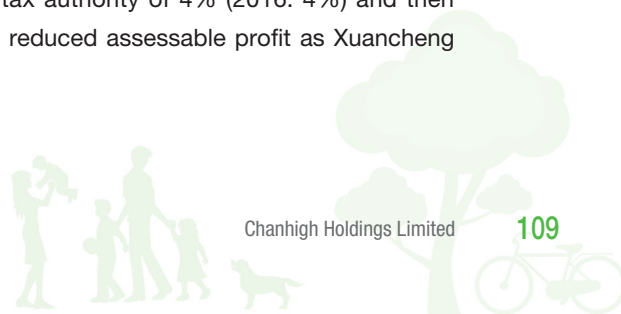 tax authority of 4% (2016: 4%) and then
reduced assessable profit as Xuancheng
Chanhigh Holdings Limited 109